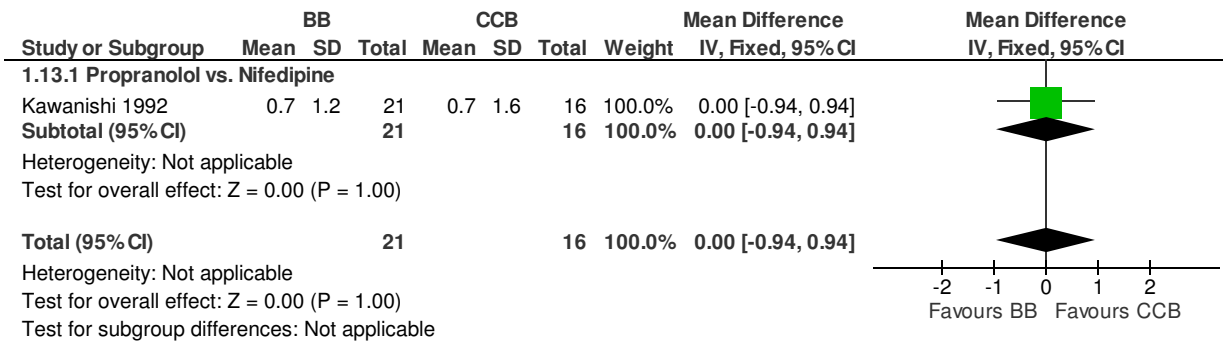 BB CCB Mean Difference Mean Difference
Study or Subgroup Mean SD Total Mean SD Total Weight IV, Fixed, 95% CI IV, Fixed, 95% CI
1.13.1 Propranolol vs. Nifedipine
Kawanishi 1992 0.7 1.2 21 0.7 1.6 16 100.0% 0.00 [-0.94, 0.94]
Subtotal (95% CI) 21 16 100.0% 0.00 [-0.94, 0.94]
Heterogeneity: Not applicable
Test for overall effect: Z = 0.00 (P = 1.00)
Total (95% CI) 21 16 100.0% 0.00 [-0.94, 0.94]
Heterogeneity: Not applicable
Test for overall effect: Z = 0.00 (P = 1.00)
Test for subgroup differences: Not applicable
-2 -1 0 1 2
Favours BB Favours CCB